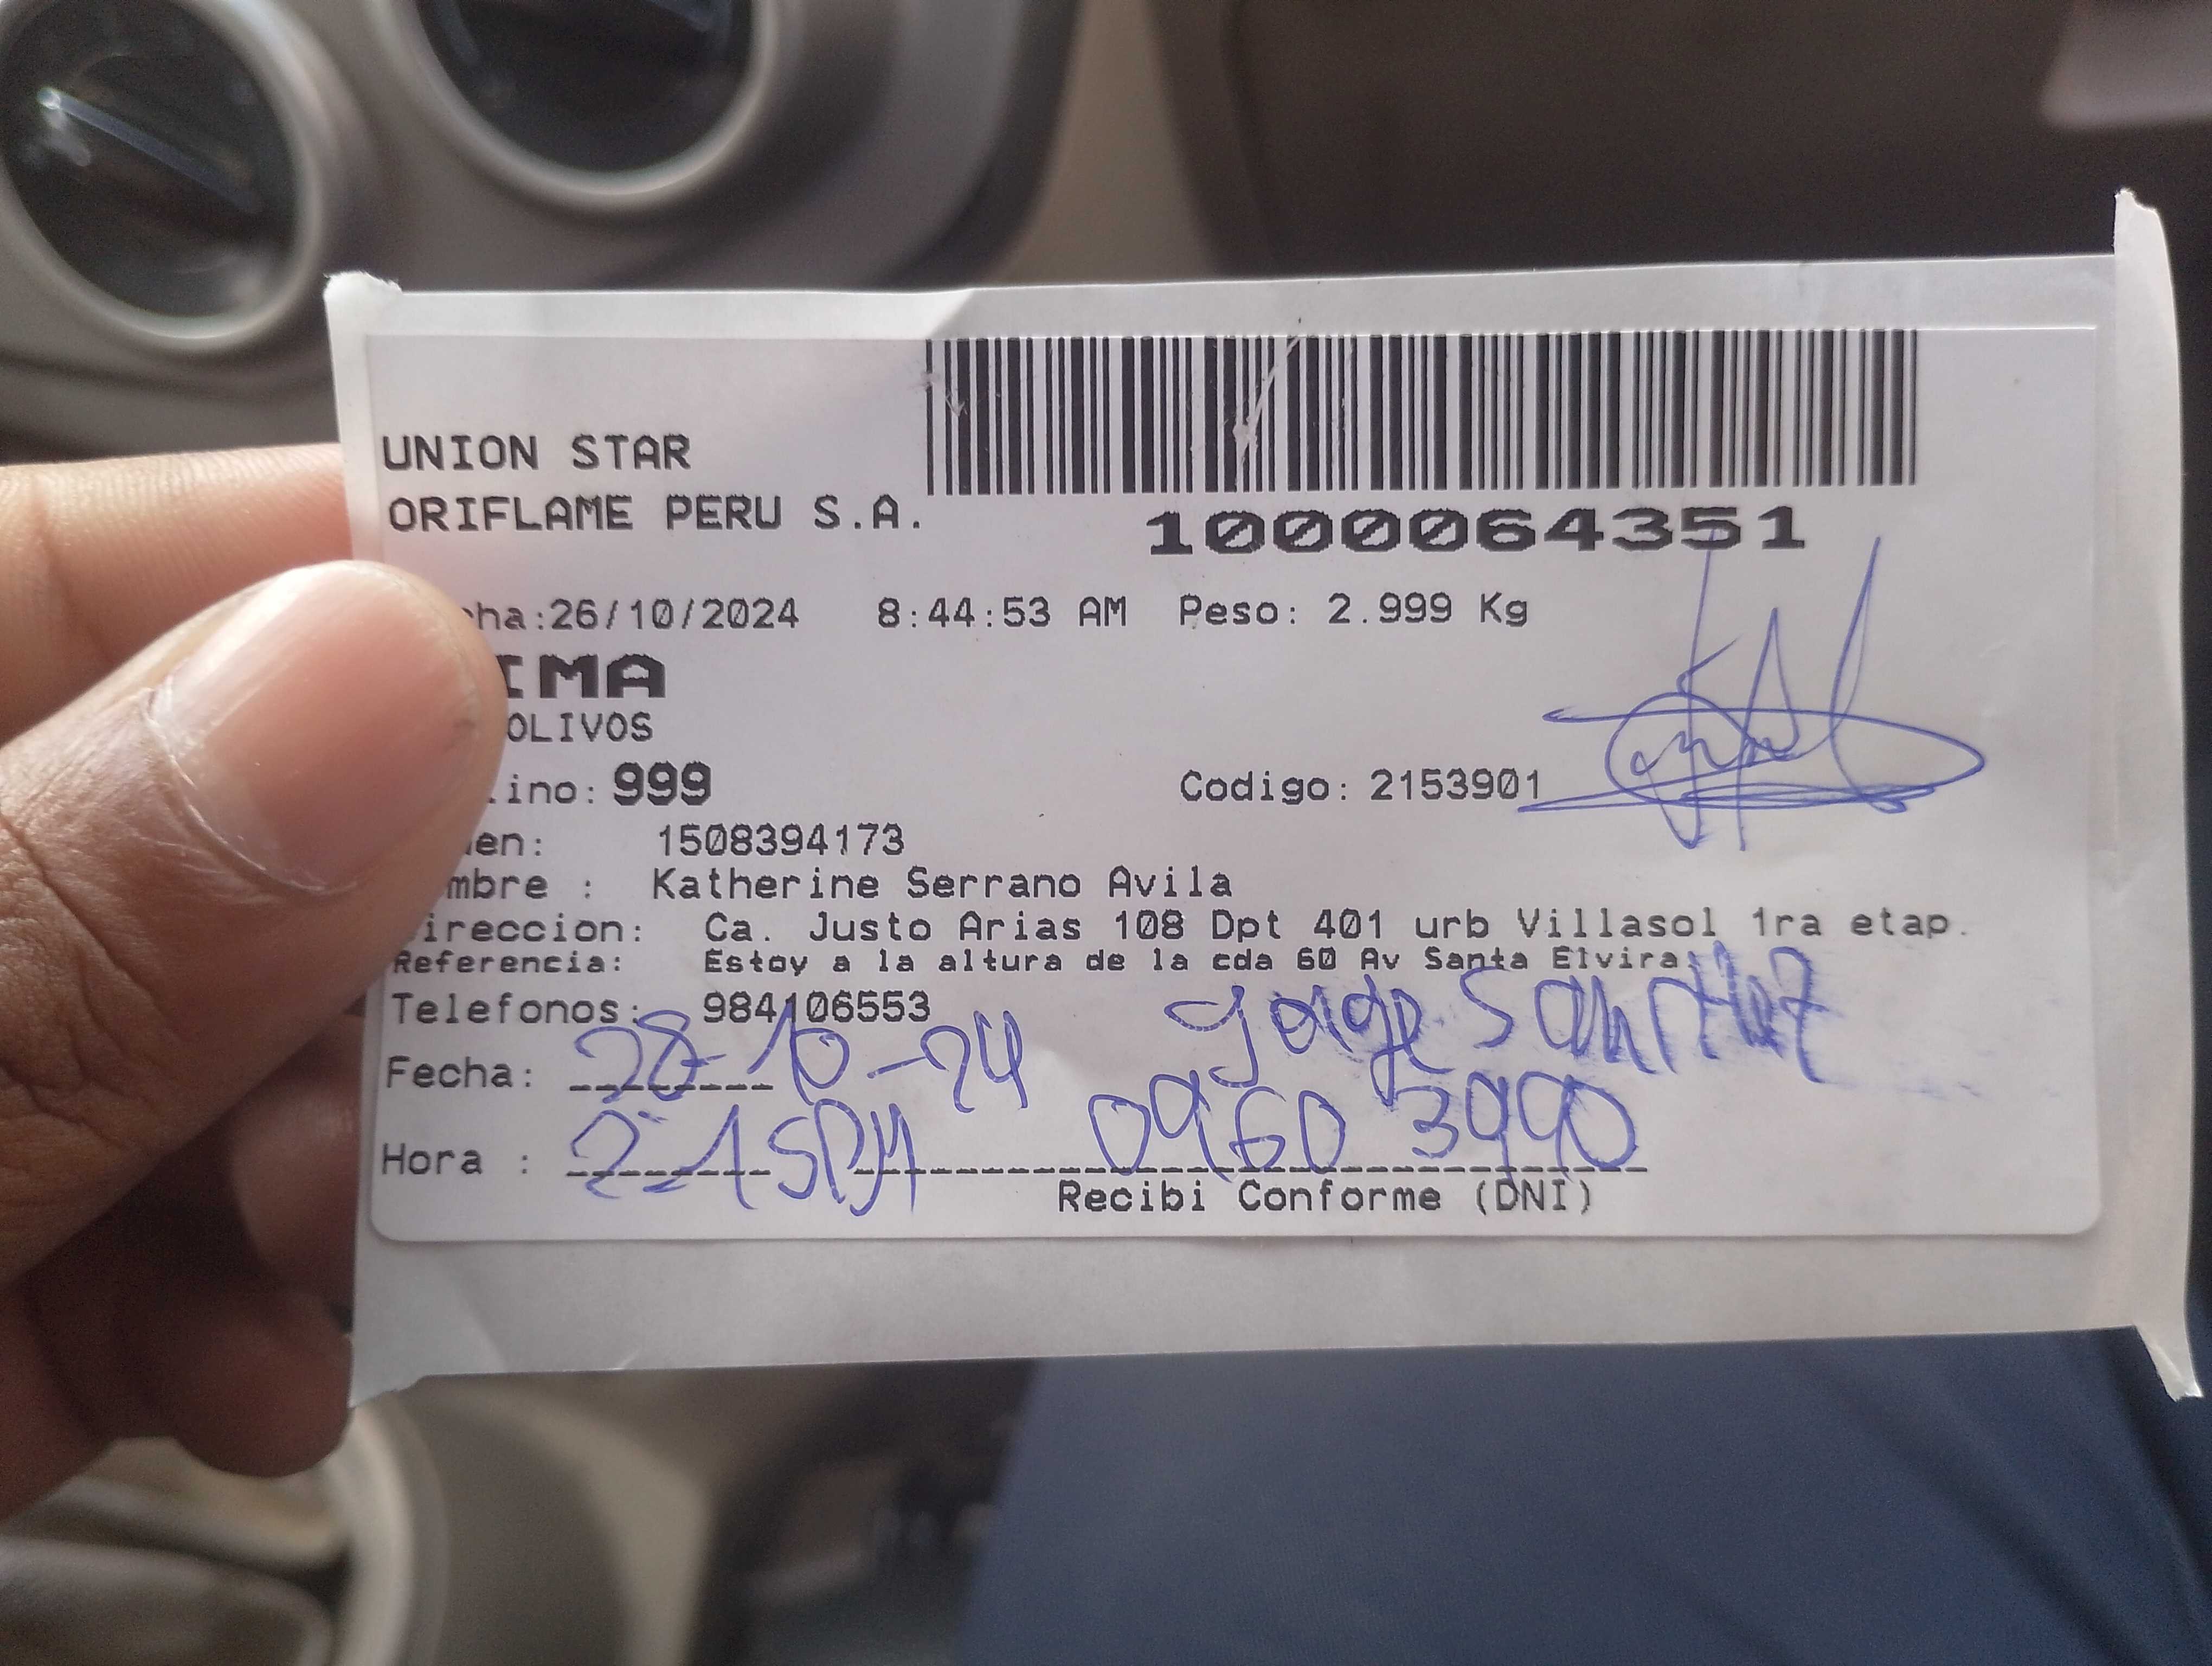 UNION STAR
ORIFLAME PERU S.A.
1000064351
ha:26/10/2024 8:44:53 AM Peso: 2.999 Kg
IMA
OLIVOS
ino: 999 Codigo: 2153901
en: 1508394173
mbre : Katherine Serrano Avila
ireccion: Ca. Justo Arias 108 Dpt 401 urb Villasol 1ra etap.
Referencia: Estoy a la altura de la cda 60 Av Santa Elvira.
Telefonos: 984106553
Jorge
Fecha: 28-10-24
Hora : 2=15PM 09603990
Recibi Conforme (DNI)